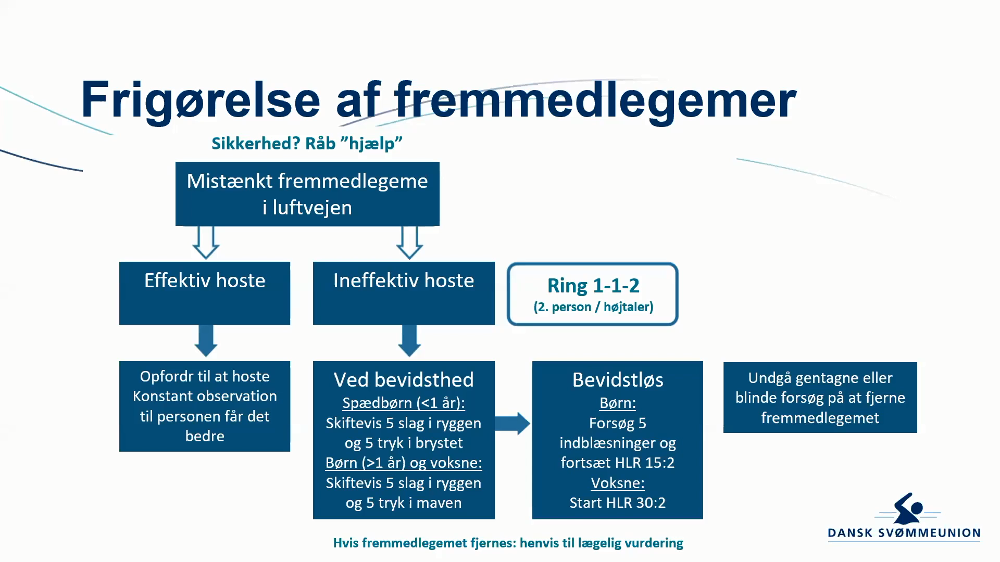 Frigørelse af fremmedlegemer
Sikkerhed? Råb ”hjælp”
Mistænkt fremmedlegeme
i luftvejen
Effektiv hoste
Ineffektiv hoste
Ring 1-1-2
(2. person / højtaler)
Opfordr til at hoste
Konstant observation
til personen får det
bedre
Ved bevidsthed
Spædbørn (<1 år):
Skiftevis 5 slag i ryggen
og 5 tryk i brystet
Børn (>1 år) og voksne:
Skiftevis 5 slag i ryggen
og 5 tryk i maven
Bevidstløs
Børn:
Forsøg 5
indblæsninger og
fortsæt HLR 15:2
Voksne:
Start HLR 30:2
Undgå gentagne eller
blinde forsøg på at fjerne
fremmedlegemet
Hvis fremmedlegemet fjernes: henvis til lægelig vurdering
DANSK SVØMMEUNION